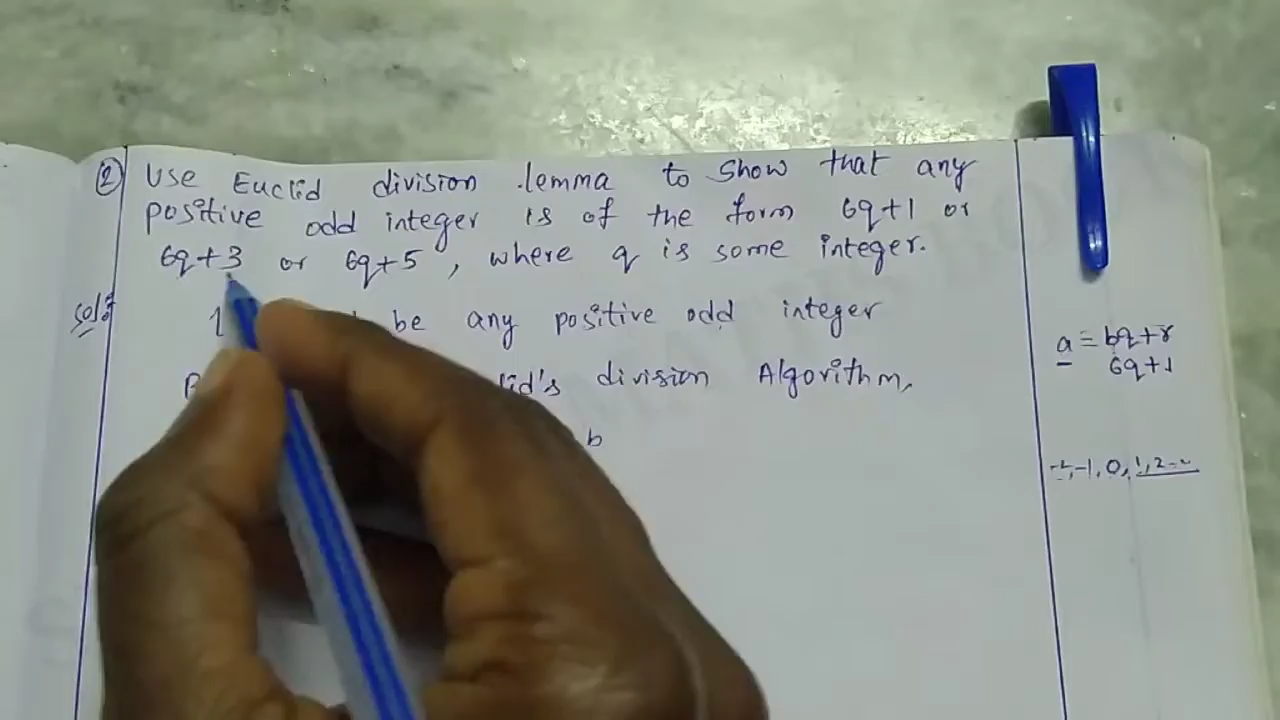 ② Use Euclid division lemma to show that any
positive odd integer is of the form 6q+1 or
6q+3 or 6q+5, where q is some integer.
Sol:
be any positive odd integer
division Algorithm,
b
a = bq+r
6q+1
-2,-1,0,1,2--